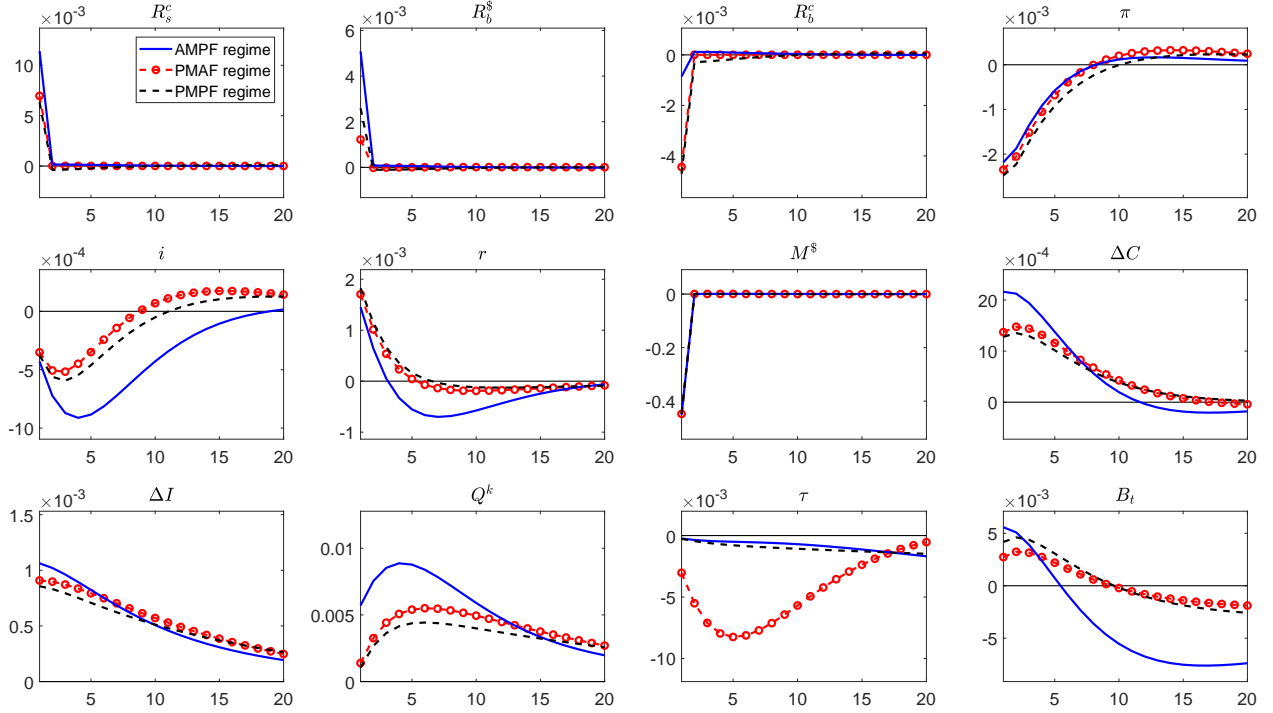 R_s^c
×10^-3
10
5
0
5 10 15 20
AMPF regime
PMAF regime
PMPF regime
R_b^$
×10^-3
6
4
2
0
5 10 15 20
R_b^c
×10^-3
0
-2
-4
5 10 15 20
π
×10^-3
0
-1
-2
5 10 15 20
i
×10^-4
0
-5
-10
5 10 15 20
r
×10^-3
2
1
0
-1
5 10 15 20
M^$
0
-0.2
-0.4
5 10 15 20
ΔC
×10^-4
20
10
0
5 10 15 20
ΔI
×10^-3
1.5
1
0.5
0
5 10 15 20
Q^k
0.01
0.005
0
5 10 15 20
τ
×10^-3
0
-5
-10
5 10 15 20
B_t
×10^-3
5
0
-5
5 10 15 20